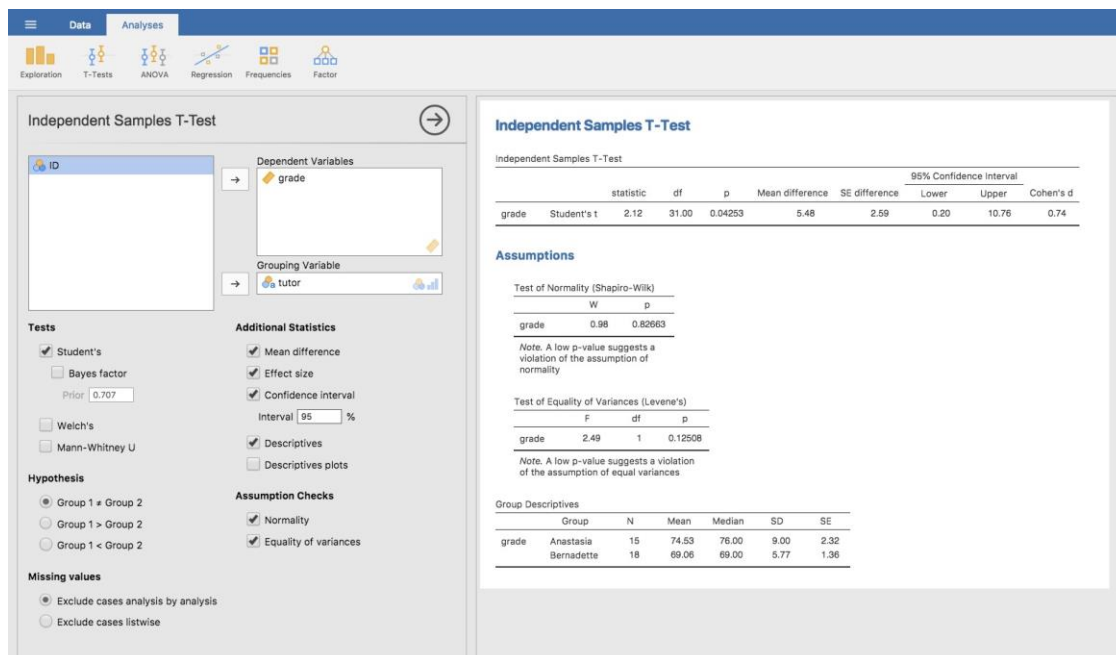 Data Analyses
Exploration T-Tests ANOVA Regression Frequencies Factor
Independent Samples T-Test
ID
Dependent Variables
grade
Grouping Variable
tutor
Tests
Student's
Bayes factor
Prior 0.707
Welch's
Mann-Whitney U
Hypothesis
Group 1 ≠ Group 2
Group 1 > Group 2
Group 1 < Group 2
Missing values
Exclude cases analysis by analysis
Exclude cases listwise
Additional Statistics
Mean difference
Effect size
Confidence interval
Interval 95 %
Descriptives
Descriptives plots
Assumption Checks
Normality
Equality of variances
Independent Samples T-Test
Independent Samples T-Test
95% Confidence Interval
statistic df p Mean difference SE difference Lower Upper Cohen's d
grade Student's t 2.12 31.00 0.04253 5.48 2.59 0.20 10.76 0.74
Assumptions
Test of Normality (Shapiro-Wilk)
W p
grade 0.98 0.82663
Note. A low p-value suggests a
violation of the assumption of
normality
Test of Equality of Variances (Levene's)
F df p
grade 2.49 1 0.12508
Note. A low p-value suggests a violation
of the assumption of equal variances
Group Descriptives
Group N Mean Median SD SE
grade Anastasia 15 74.53 76.00 9.00 2.32
Bernadette 18 69.06 69.00 5.77 1.36